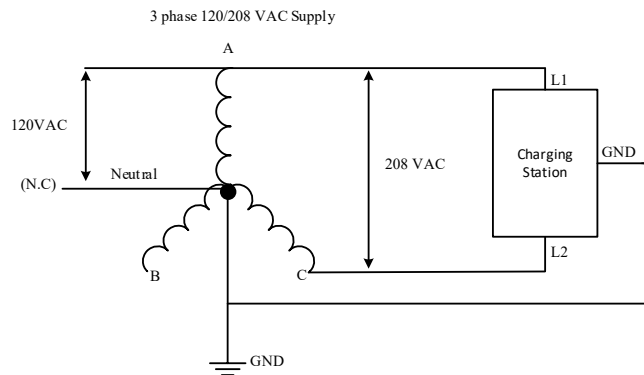 3 phase 120/208 VAC Supply
A
L1
120VAC
Charging
Station
GND
208 VAC
Neutral
(N.C)
L2
B
C
GND